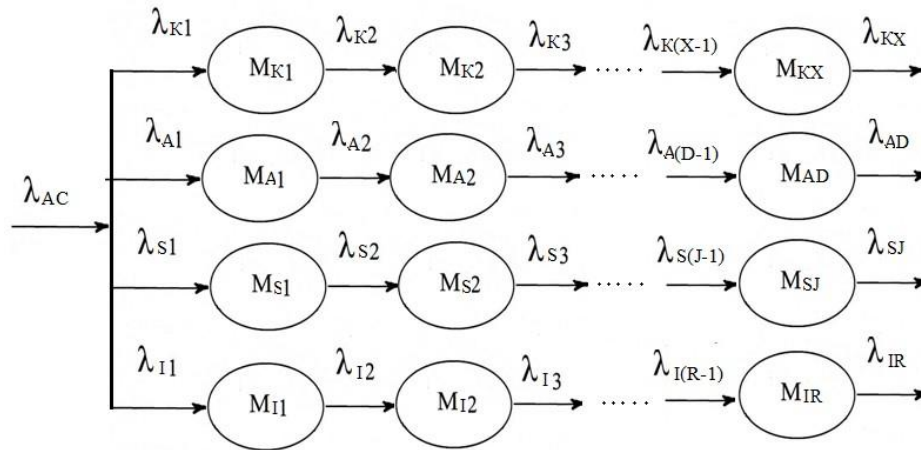 λK1 λK2 λK3 λK(X-1) λKX
MK1 MK2 ..... MKX
λA1 λA2 λA3 λA(D-1) λAD
MA1 MA2 ..... MAD
λAC
λS1 λS2 λS3 λS(J-1) λSJ
MS1 MS2 ..... MSJ
λI1 λI2 λI3 λI(R-1) λIR
MI1 MI2 ..... MIR